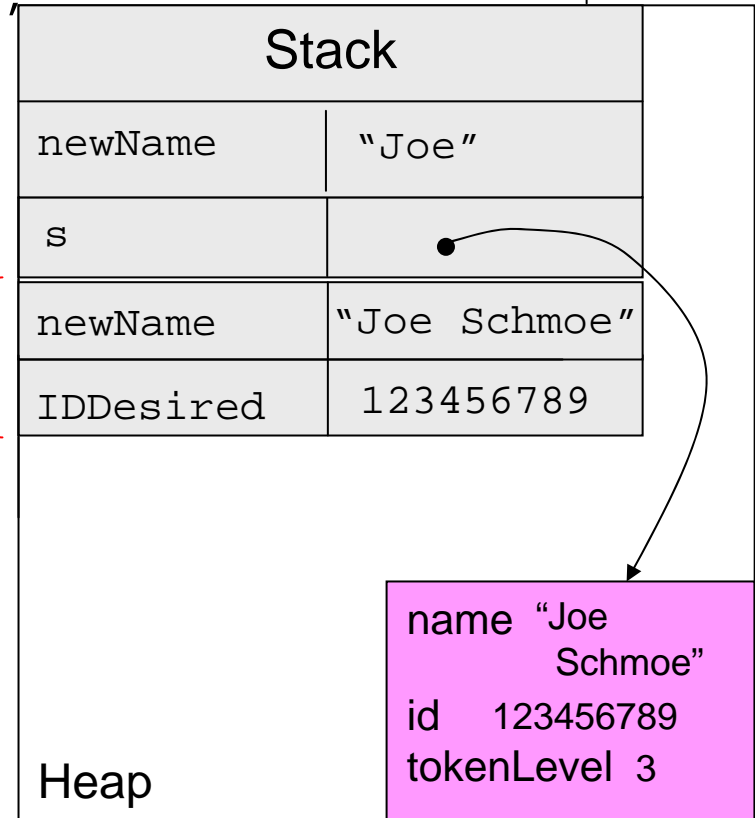 Stack
newName “Joe”
s
newName “Joe Schmoe”
IDDesired 123456789
name “Joe
Schmoe”
id 123456789
tokenLevel 3
Heap